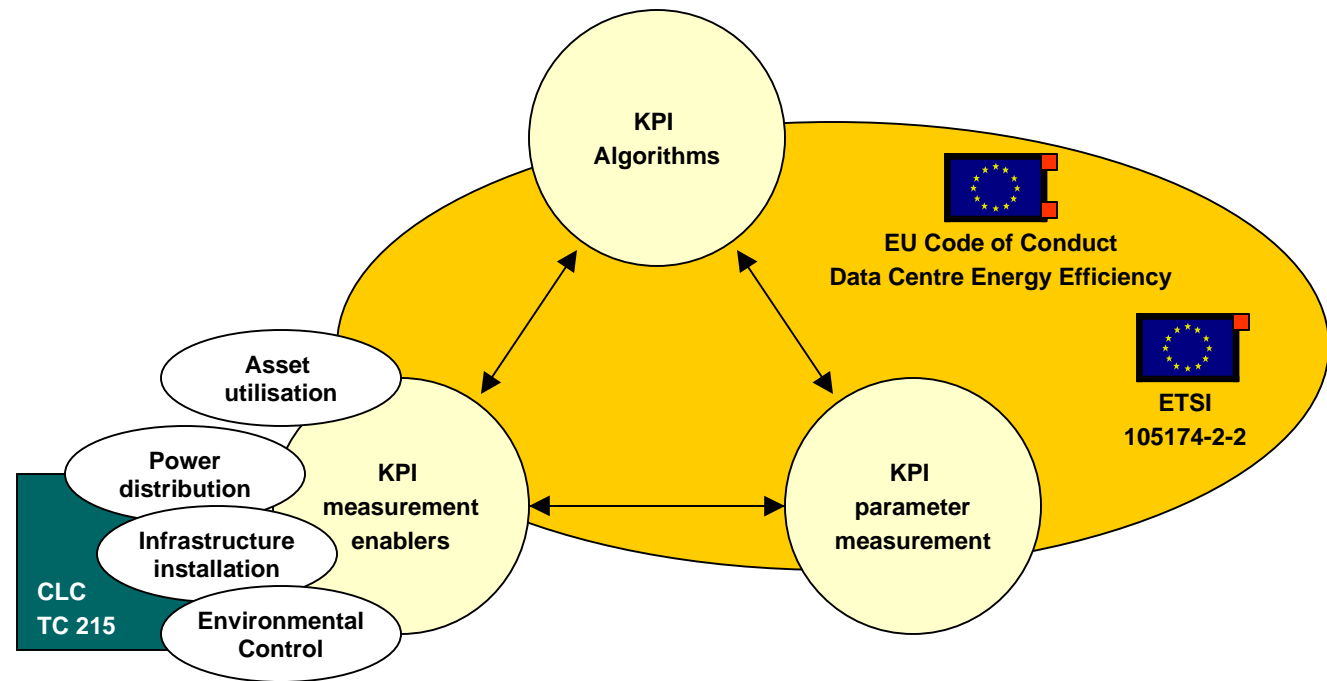 KPI
Algorithms
EU Code of Conduct
Data Centre Energy Efficiency
ETSI
105174-2-2
Asset
utilisation
Power
distribution
Infrastructure
installation
Environmental
Control
KPI
measurement
enablers
KPI
parameter
measurement
CLC
TC 215